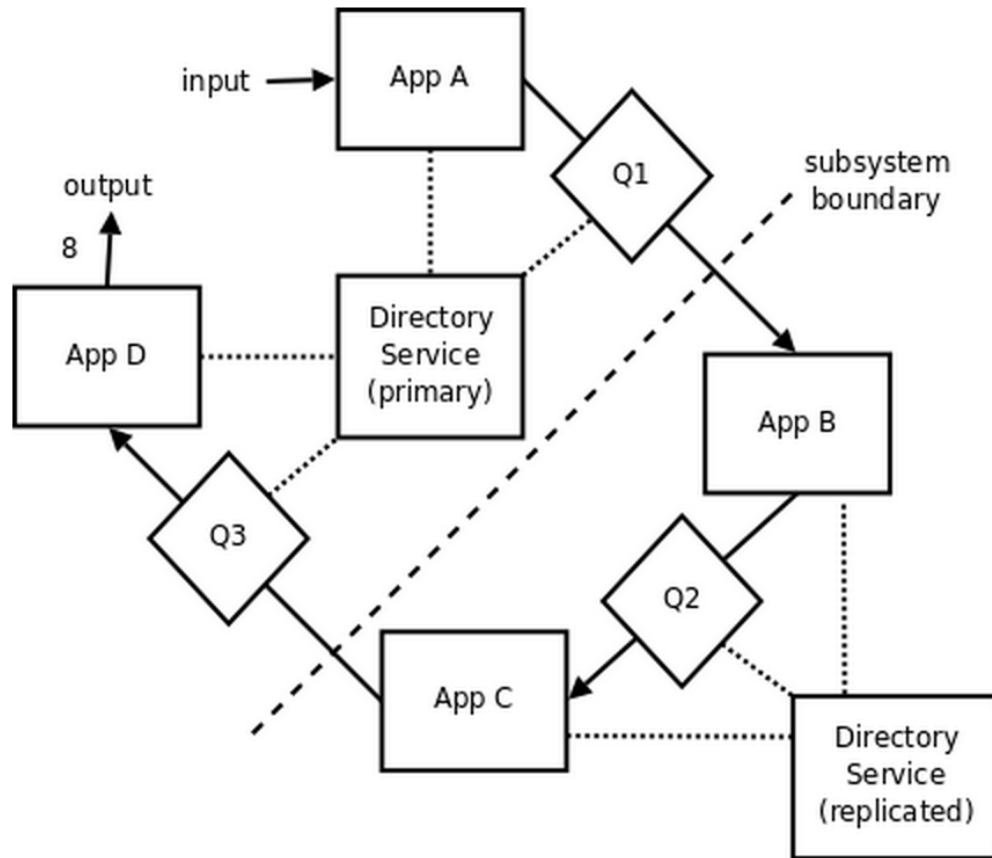 App A
input
Q1
subsystem
boundary
output
8
Directory
Service
(primary)
App D
App B
Q3
Q2
App C
Directory
Service
(replicated)